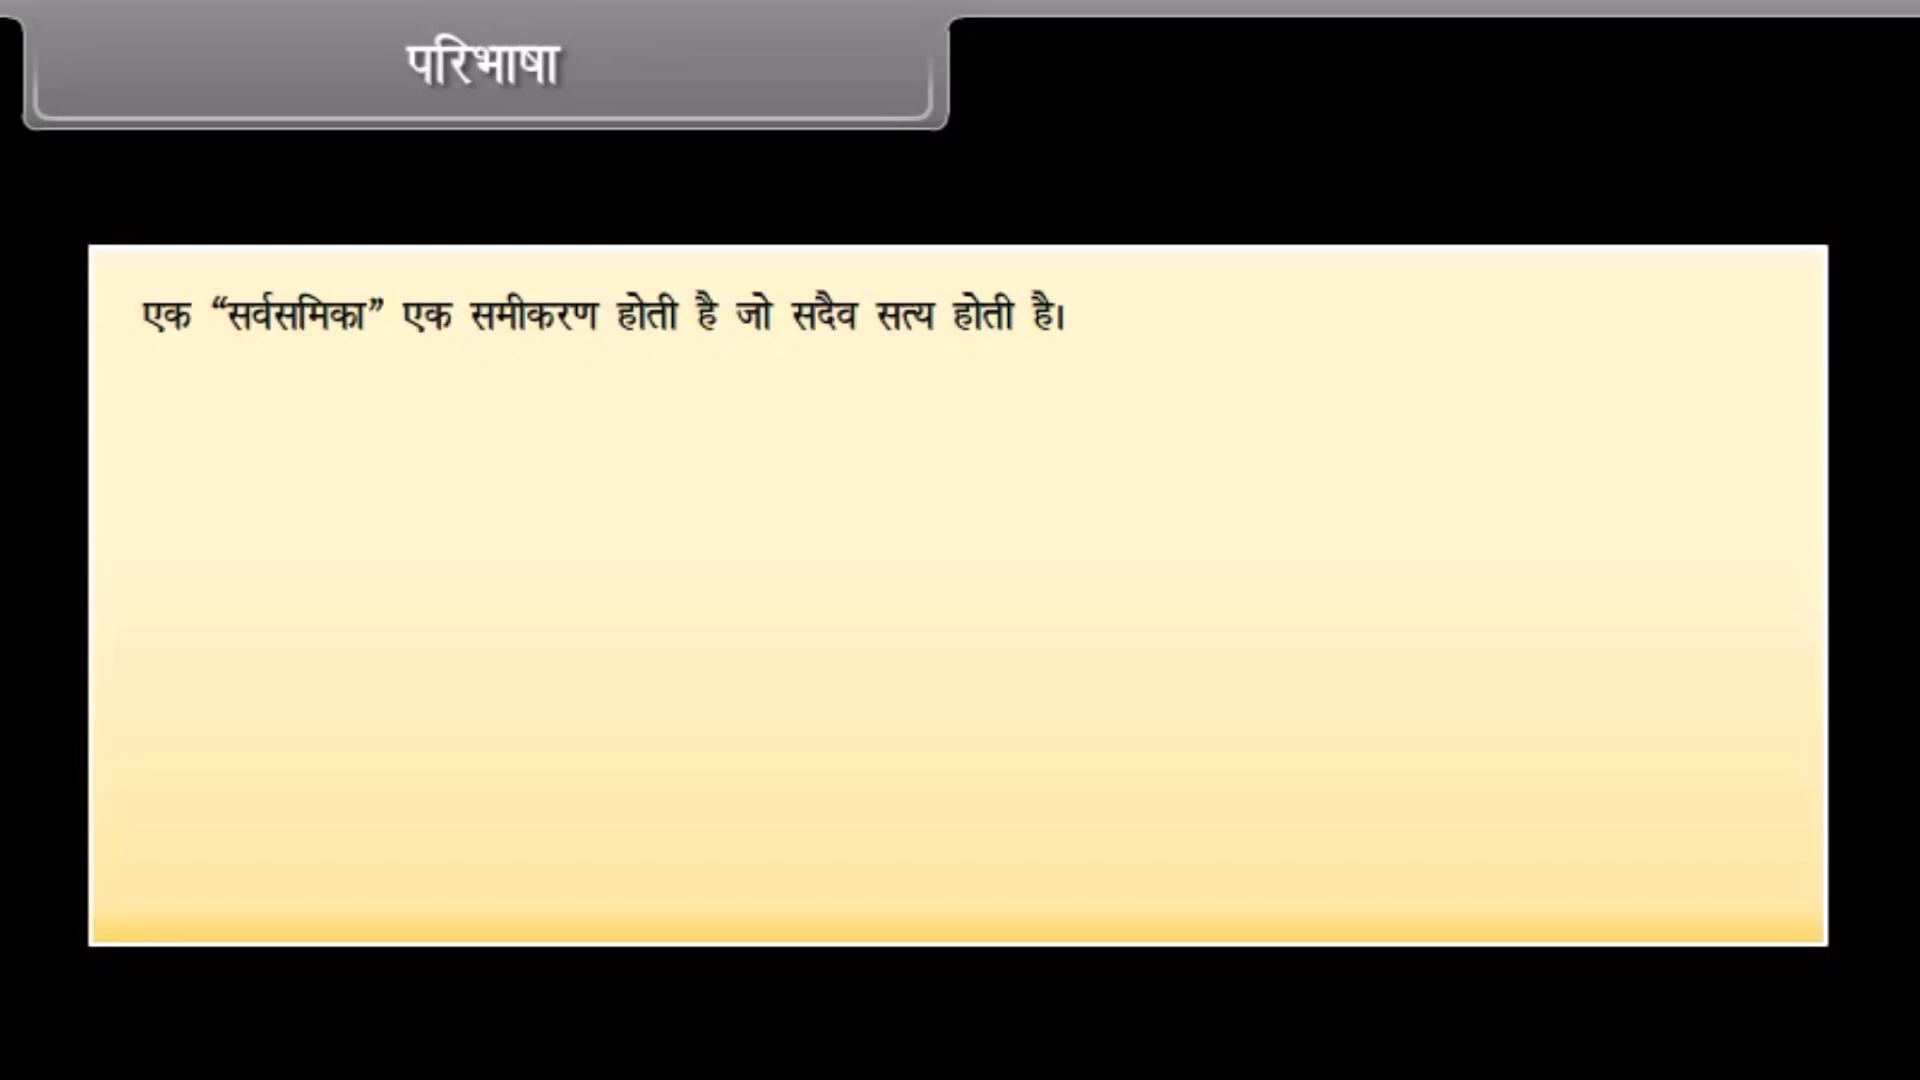 परिभाषा
एक “सर्वसमिका” एक समीकरण होती है जो सदैव सत्य होती है।